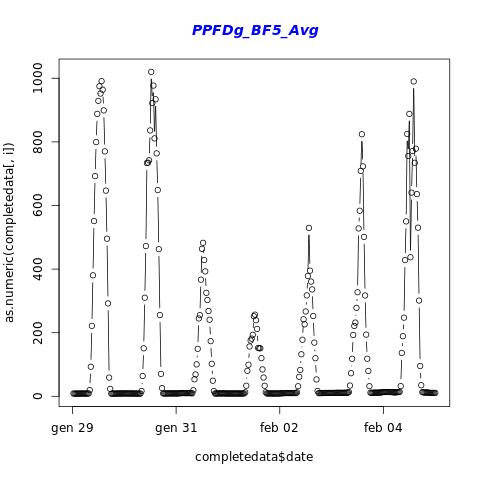 PPFDg_BF5_Avg
as.numeric(completedata[, i])
1000
800
600
400
200
0
gen 29
gen 31
feb 02
feb 04
completedata$date